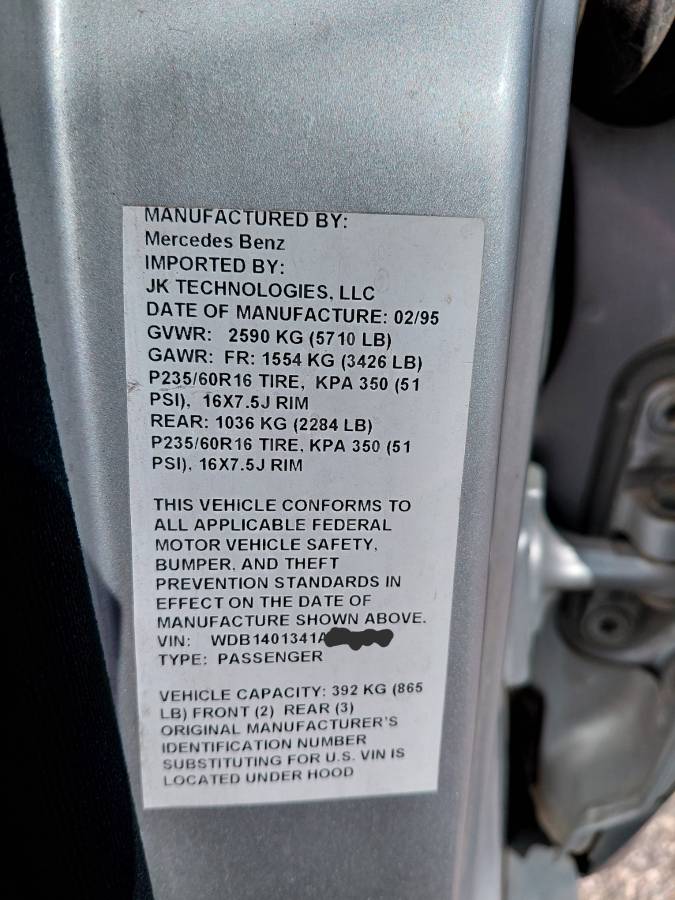 MANUFACTURED BY:
Mercedes Benz
IMPORTED BY:
JK TECHNOLOGIES, LLC
DATE OF MANUFACTURE: 02/95
GVWR: 2590 KG (5710 LB)
GAWR: FR: 1554 KG (3426 LB)
P235/60R16 TIRE, KPA 350 (51
PSI), 16X7.5J RIM
REAR: 1036 KG (2284 LB)
P235/60R16 TIRE, KPA 350 (51
PSI), 16X7.5J RIM
THIS VEHICLE CONFORMS TO
ALL APPLICABLE FEDERAL
MOTOR VEHICLE SAFETY,
BUMPER, AND THEFT
PREVENTION STANDARDS IN
EFFECT ON THE DATE OF
MANUFACTURE SHOWN ABOVE.
VIN: WDB1401341A
TYPE: PASSENGER
VEHICLE CAPACITY: 392 KG (865
LB) FRONT (2) REAR (3)
ORIGINAL MANUFACTURER'S
IDENTIFICATION NUMBER
SUBSTITUTING FOR U.S. VIN IS
LOCATED UNDER HOOD